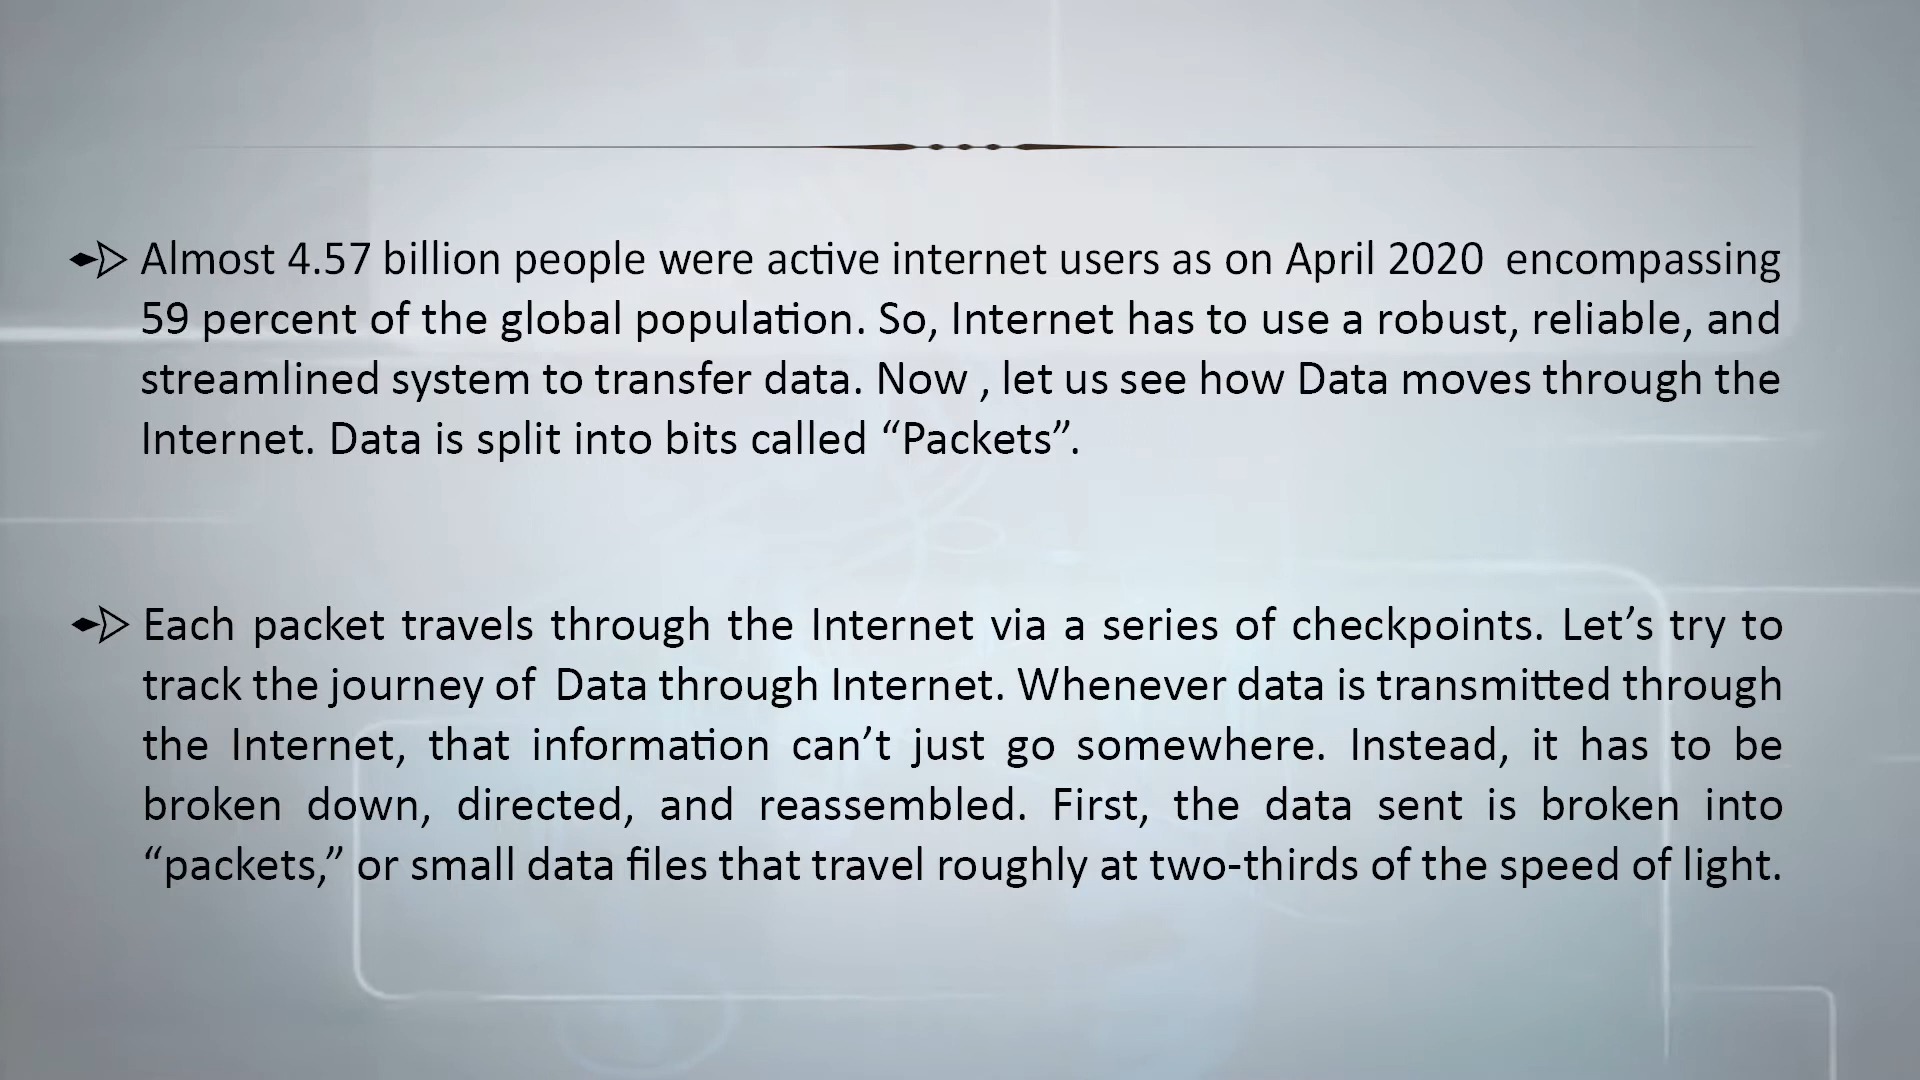 Almost 4.57 billion people were active internet users as on April 2020  encompassing
59 percent of the global population. So, Internet has to use a robust, reliable, and
streamlined system to transfer data. Now , let us see how Data moves through the
Internet. Data is split into bits called “Packets”.
Each packet travels through the Internet via a series of checkpoints. Let’s try to
track the journey of  Data through Internet. Whenever data is transmitted through
the Internet, that information can’t just go somewhere. Instead, it has to be
broken down, directed, and reassembled. First, the data sent is broken into
“packets,” or small data files that travel roughly at two-thirds of the speed of light.